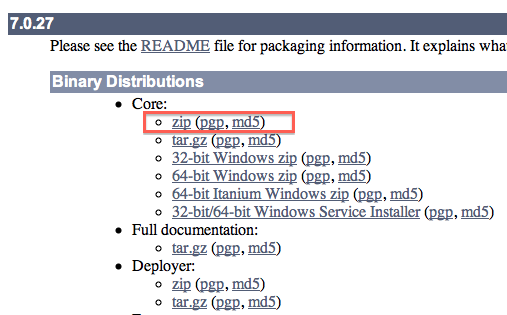 7.0.27
Please see the README file for packaging information. It explains wha
Binary Distributions
Core:
zip (pgp, md5)
tar.gz (pgp, md5)
32-bit Windows zip (pgp, md5)
64-bit Windows zip (pgp, md5)
64-bit Itanium Windows zip (pgp, md5)
32-bit/64-bit Windows Service Installer (pgp, md5)
Full documentation:
tar.gz (pgp, md5)
Deployer:
zip (pgp, md5)
tar.gz (pgp, md5)